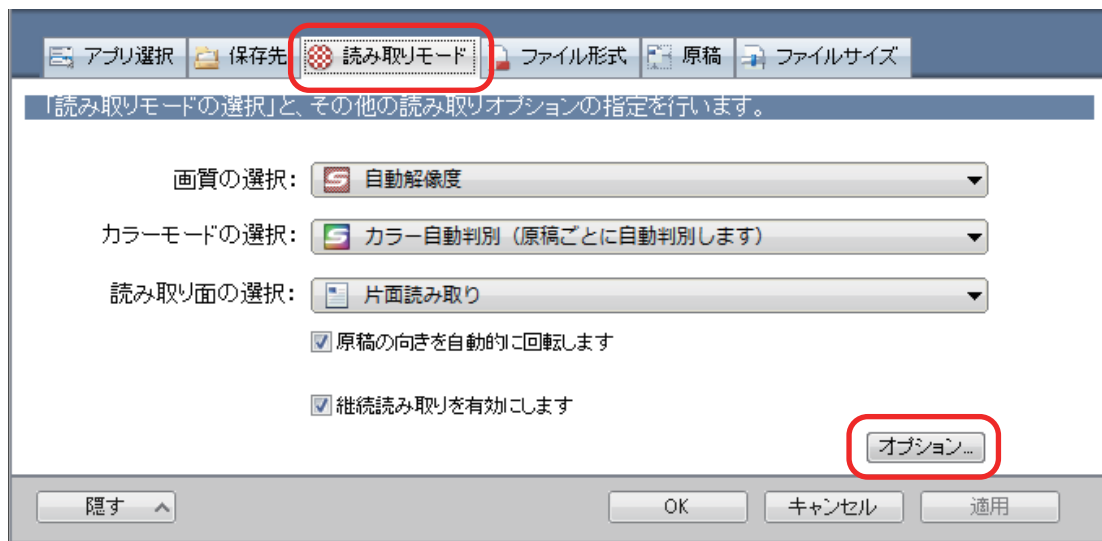 アプリ選択 保存先 読み取りモード ファイル形式 原稿 ファイルサイズ
「読み取りモードの選択」と、その他の読み取りオプションの指定を行います。
画質の選択: 自動解像度
カラーモードの選択: カラー自動判別（原稿ごとに自動判別します）
読み取り面の選択: 片面読み取り
原稿の向きを自動的に回転します
継続読み取りを有効にします
オプション...
隠す OK キャンセル 適用